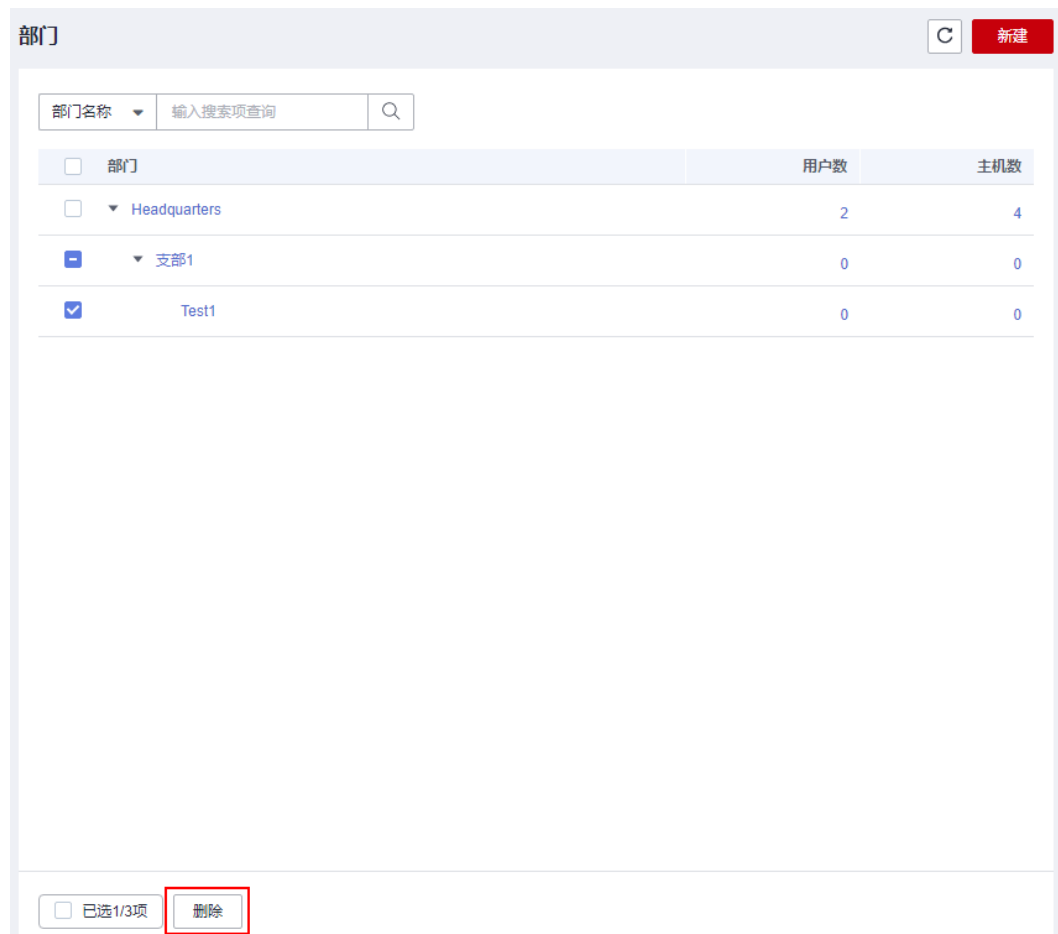 部门
新建
部门名称 输入搜索项查询
部门 用户数 主机数
Headquarters 2 4
支部1 0 0
Test1 0 0
已选1/3项 删除